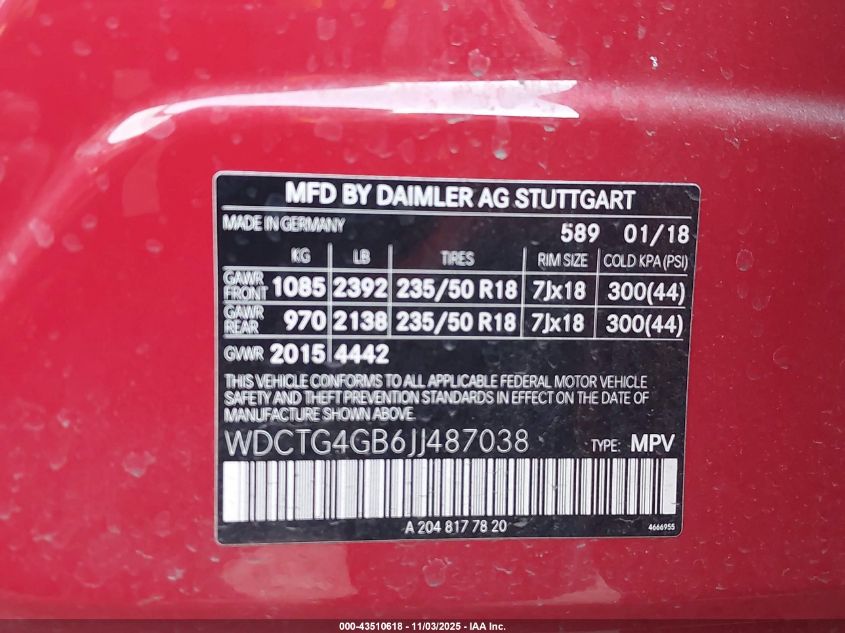 MFD BY DAIMLER AG STUTTGART
MADE IN GERMANY 589 01/18
KG LB TIRES RIM SIZE COLD KPA (PSI)
GAWR FRONT 1085 2392 235/50 R18 7Jx18 300(44)
GAWR REAR 970 2138 235/50 R18 7Jx18 300(44)
GVWR 2015 4442
THIS VEHICLE CONFORMS TO ALL APPLICABLE FEDERAL MOTOR VEHICLE
SAFETY AND THEFT PREVENTION STANDARDS IN EFFECT ON THE DATE OF
MANUFACTURE SHOWN ABOVE.
WDCTG4GB6JJ487038 TYPE: MPV
A 204 817 78 20 4666955
000-43510618 - 11/03/2025 - IAA Inc.